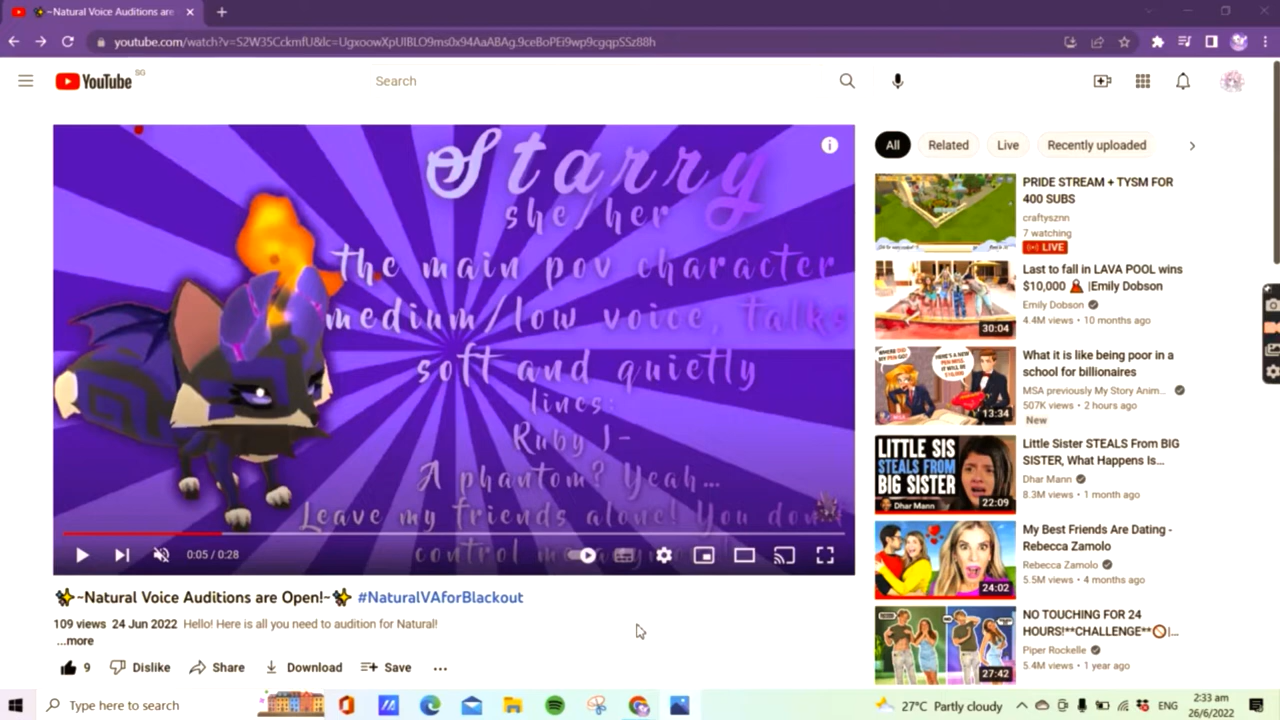 ~Natural Voice Auditions are
youtube.com/watch?v=S2W35CckmfU&lc=UgxoowXpUIBLO9ms0x94AaABAg.9ceBoPEi9wp9cgqpSSz88h
YouTube SG
Search
Starry
she/her
the main pov character
medium/low voice, talks
soft and quietly
lines:
Ruby I-
A phantom? Yeah...
Leave my friends alone! You don't
control me
0:05 / 0:28
~Natural Voice Auditions are Open!~ #NaturalVAforBlackout
109 views 24 Jun 2022 Hello! Here is all you need to audition for Natural!
...more
9 Dislike Share Download Save
All Related Live Recently uploaded
PRIDE STREAM + TYSM FOR
400 SUBS
craftysznn
7 watching
LIVE
Last to fall in LAVA POOL wins
$10,000 |Emily Dobson
Emily Dobson
4.4M views • 10 months ago
30:04
What it is like being poor in a
school for billionaires
MSA previously My Story Anim...
507K views • 2 hours ago
New
13:34
Little Sister STEALS From BIG
SISTER, What Happens Is...
Dhar Mann
8.3M views • 1 month ago
LITTLE SIS
STEALS FROM
BIG SISTER
Dhar Mann
22:09
My Best Friends Are Dating -
Rebecca Zamolo
Rebecca Zamolo
5.5M views • 4 months ago
24:02
NO TOUCHING FOR 24
HOURS!**CHALLENGE** |...
Piper Rockelle
5.4M views • 1 year ago
27:42
Type here to search
27°C Partly cloudy
ENG
2:33 am
26/6/2022